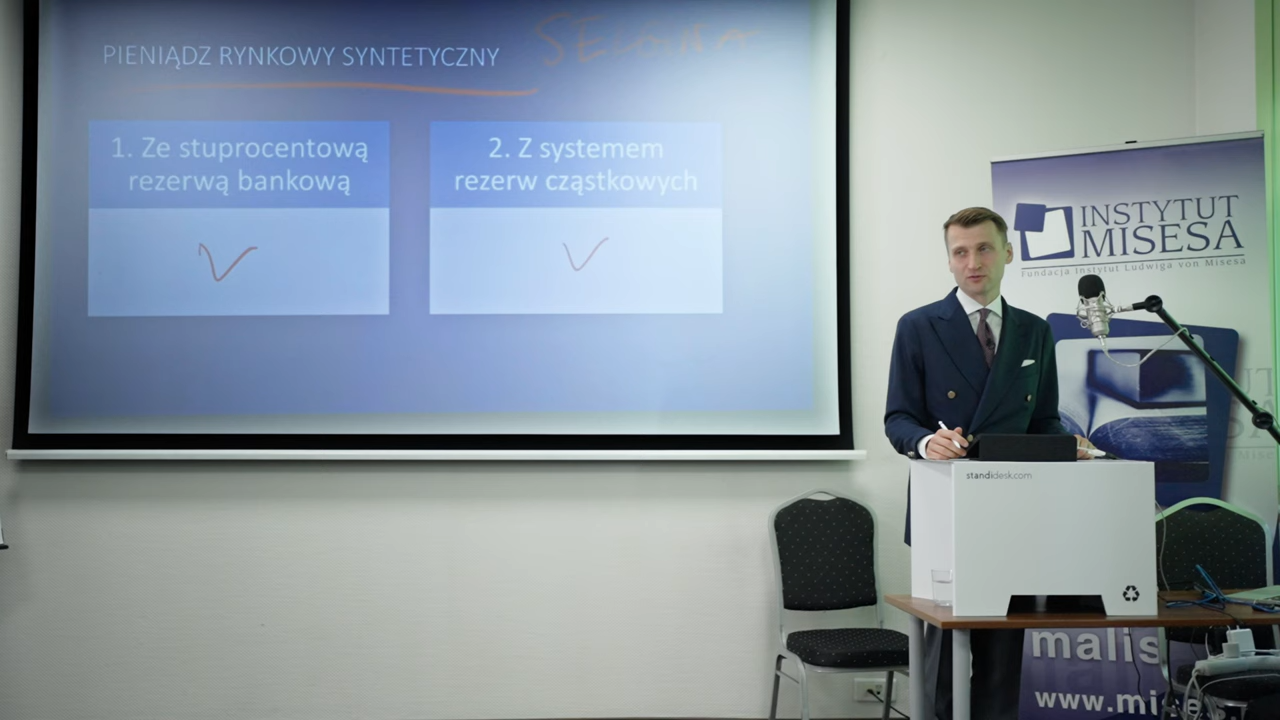 PIENIĄDZ RYNKOWY SYNTETYCZNY
1. Ze stuprocentową
rezerwą bankową
2. Z systemem
rezerw cząstkowych
INSTYTUT
MISESA
Fundacja Instytut Ludwiga von Misesa
standidesk.com
malis
www.mises